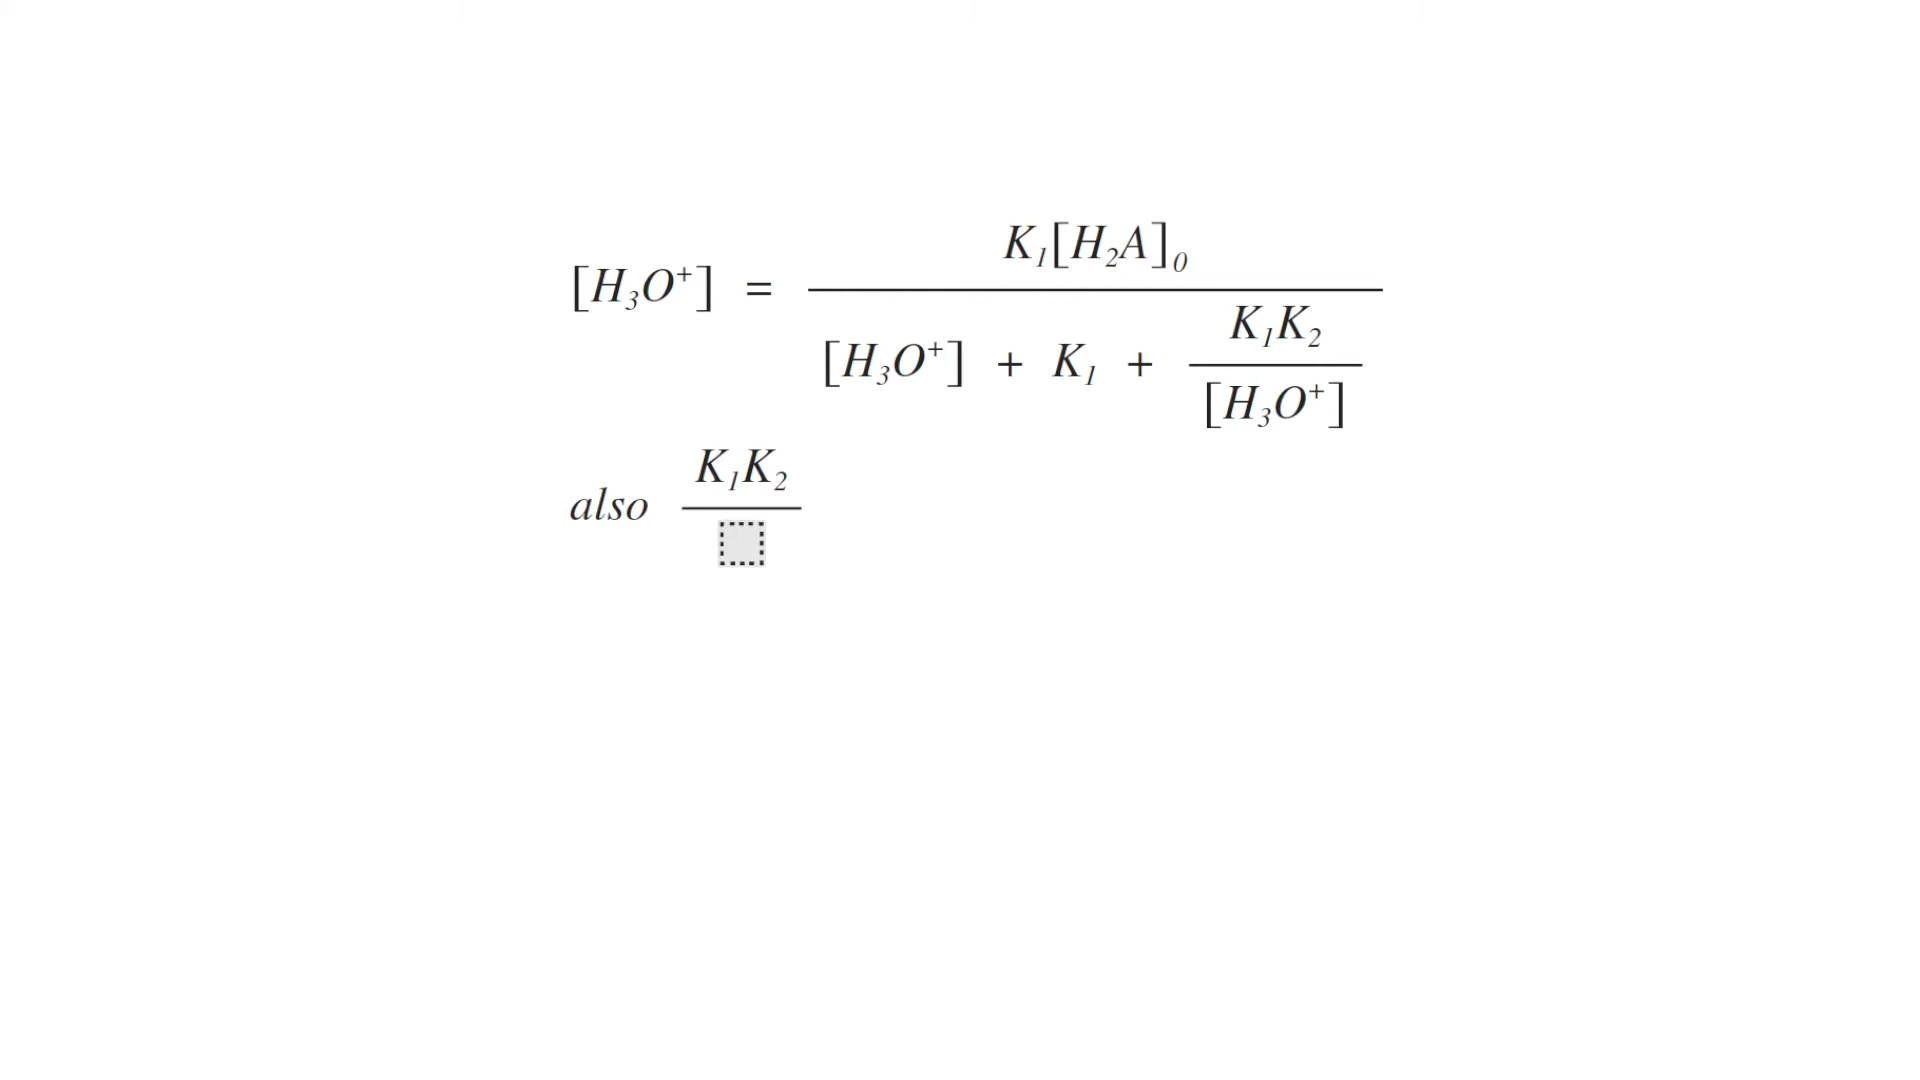 [H₃O⁺] = K₁[H₂A]₀ / ([H₃O⁺] + K₁ + K₁K₂ / [H₃O⁺])
also K₁K₂ /